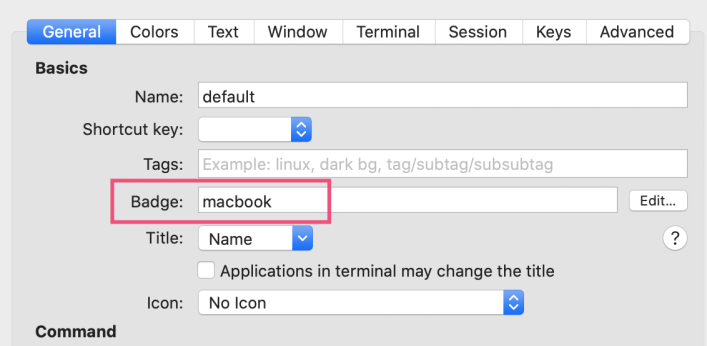 General Colors Text Window Terminal Session Keys Advanced
Basics
Name: default
Shortcut key:
Tags: Example: linux, dark bg, tag/subtag/subsubtag
Badge: macbook Edit...
Title: Name ?
Applications in terminal may change the title
Icon: No Icon
Command